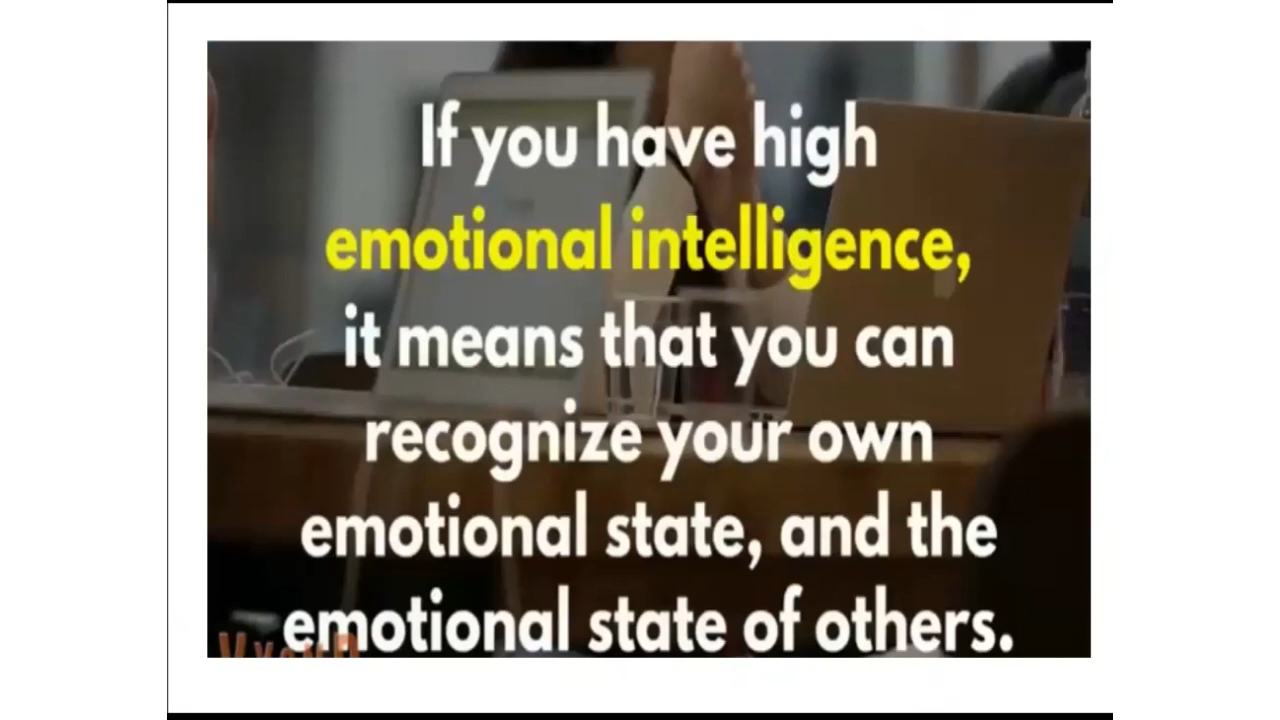 If you have high
emotional intelligence,
it means that you can
recognize your own
emotional state, and the
emotional state of others.